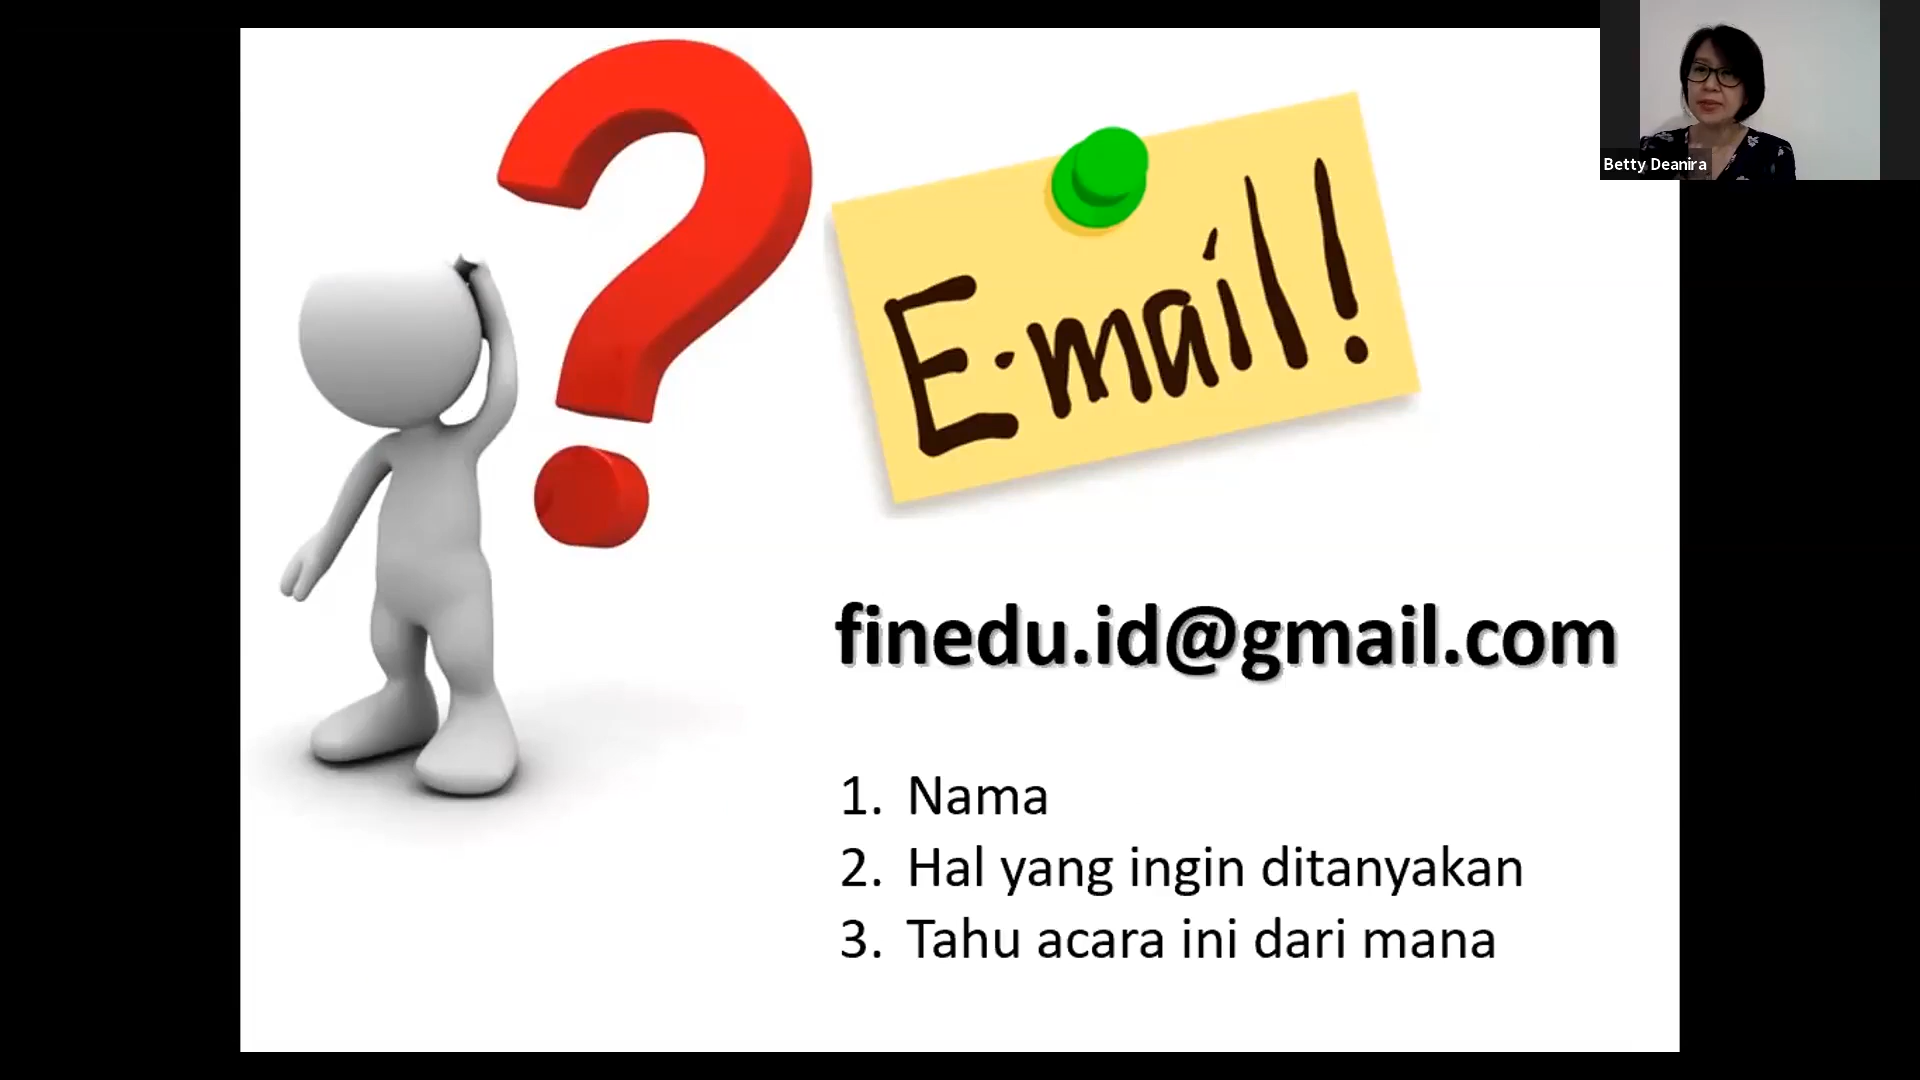 Betty Deanira
E-mail!
finedu.id@gmail.com
1. Nama
2. Hal yang ingin ditanyakan
3. Tahu acara ini dari mana